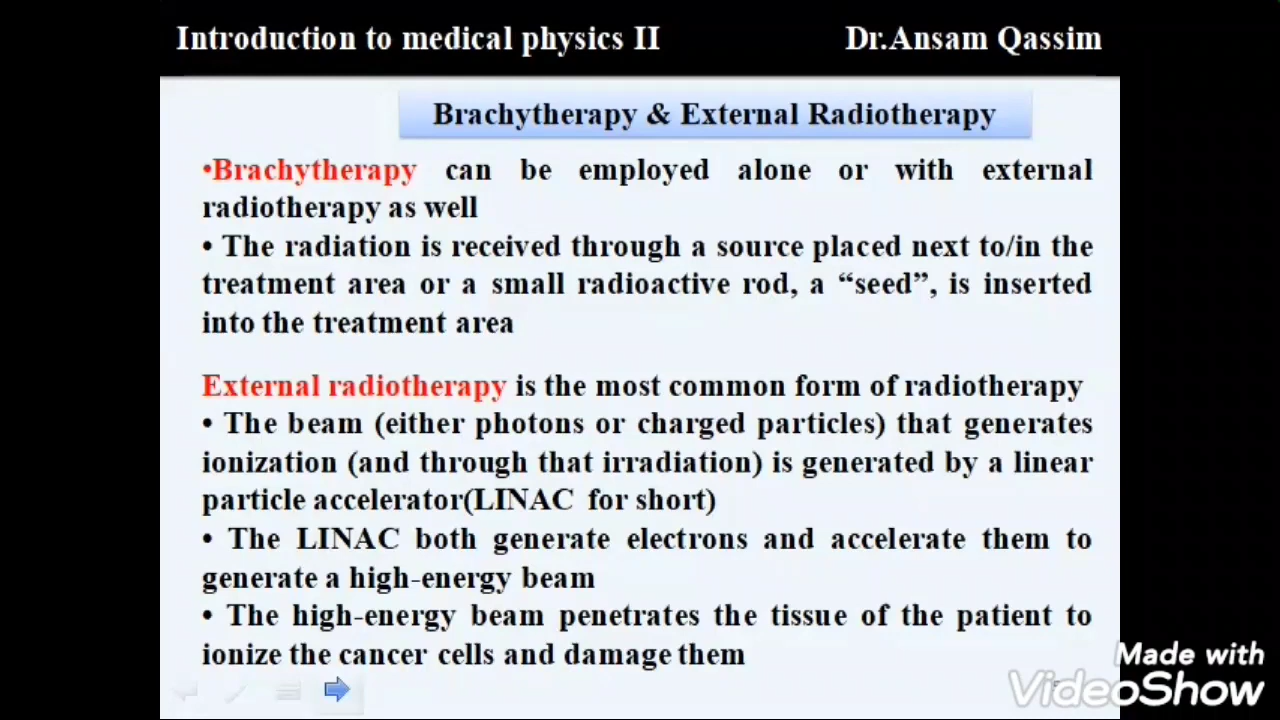 Introduction to medical physics II Dr.Ansam Qassim
Brachytherapy & External Radiotherapy
•Brachytherapy can be employed alone or with external
radiotherapy as well
• The radiation is received through a source placed next to/in the
treatment area or a small radioactive rod, a “seed”, is inserted
into the treatment area
External radiotherapy is the most common form of radiotherapy
• The beam (either photons or charged particles) that generates
ionization (and through that irradiation) is generated by a linear
particle accelerator(LINAC for short)
• The LINAC both generate electrons and accelerate them to
generate a high-energy beam
• The high-energy beam penetrates the tissue of the patient to
ionize the cancer cells and damage them
Made with
VideoShow